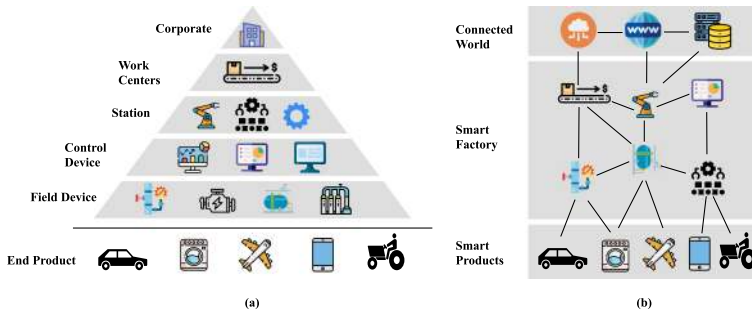 Corporate
Work
Centers
$
Station
Control
Device
Field Device
End Product
(a)
Connected
World
WWW
$
Smart
Factory
Smart
Products
(b)